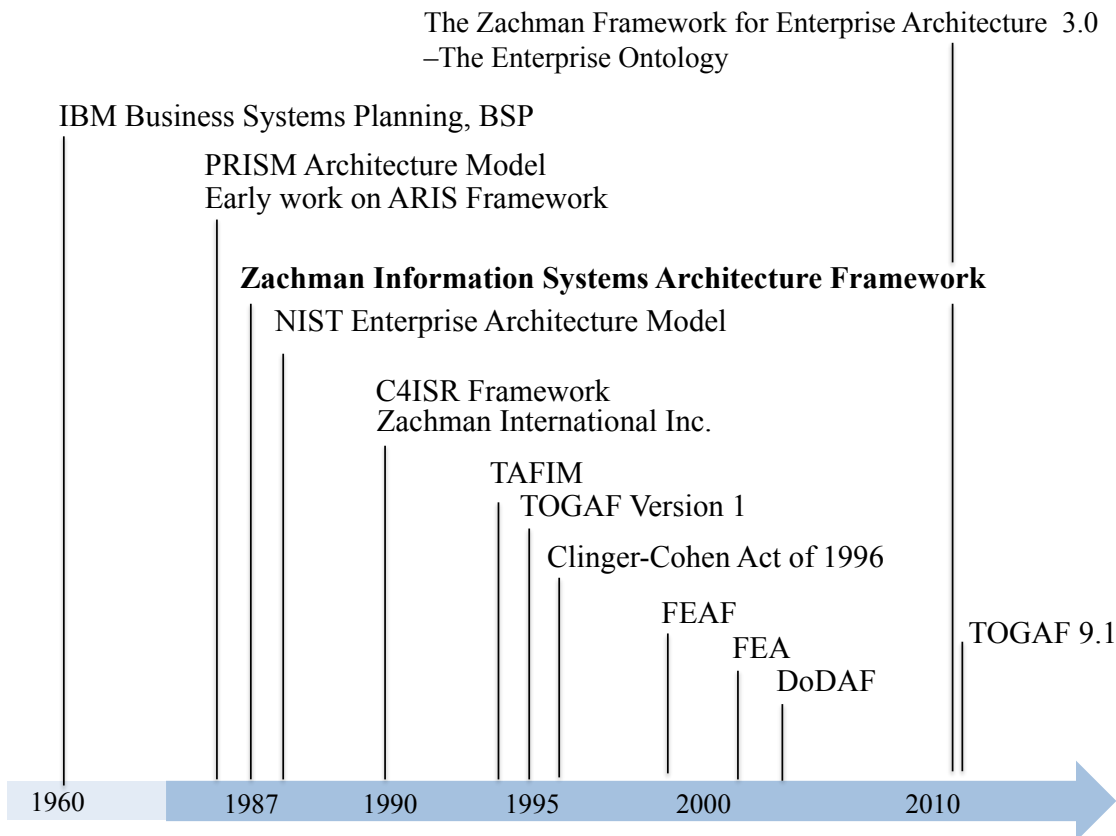 The Zachman Framework for Enterprise Architecture 3.0
–The Enterprise Ontology
IBM Business Systems Planning, BSP
PRISM Architecture Model
Early work on ARIS Framework
Zachman Information Systems Architecture Framework
NIST Enterprise Architecture Model
C4ISR Framework
Zachman International Inc.
TAFIM
TOGAF Version 1
Clinger-Cohen Act of 1996
FEAF
TOGAF 9.1
FEA
DoDAF
1960 1987 1990 1995 2000 2010